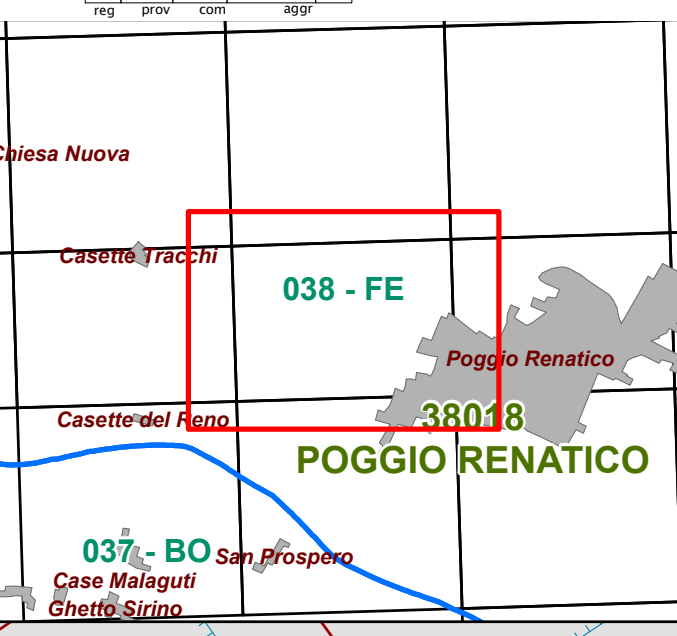 reg prov com aggr
Chiesa Nuova
Casette Tracchi
038 - FE
Poggio Renatico
38018
Casette del Reno
POGGIO RENATICO
037 - BO
San Prospero
Case Malaguti
Ghetto Sirino